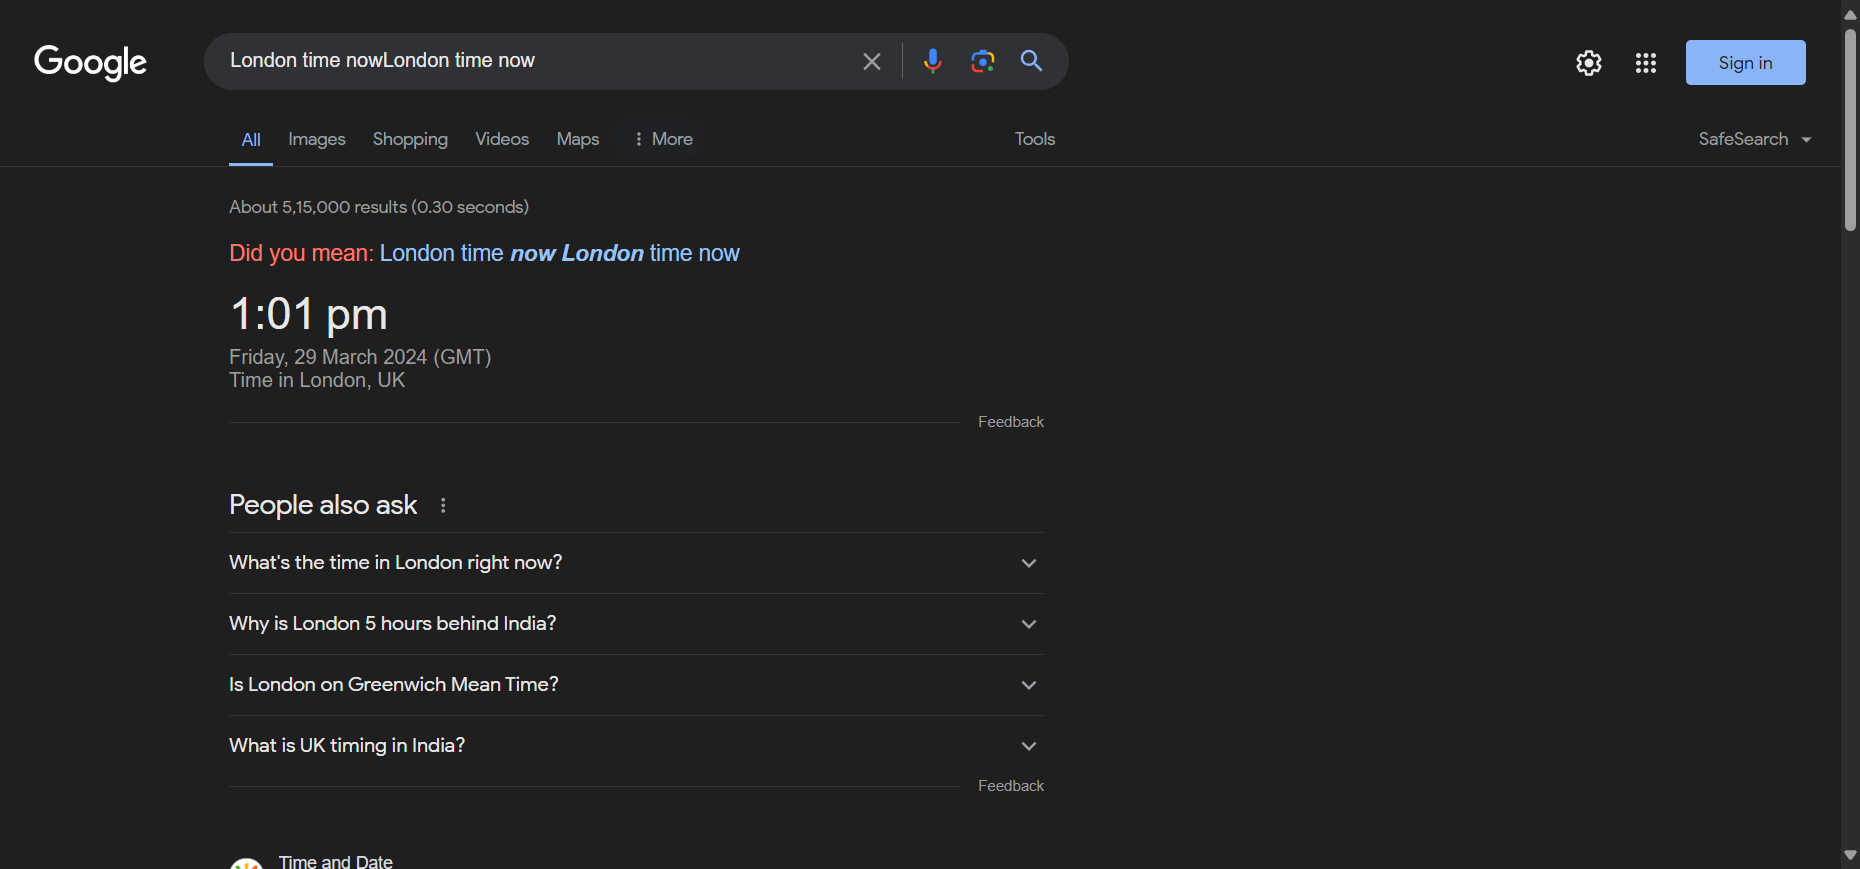 Google
London time nowLondon time now
Sign in
All Images Shopping Videos Maps More Tools SafeSearch
About 5,15,000 results (0.30 seconds)
Did you mean: London time now London time now
1:01 pm
Friday, 29 March 2024 (GMT)
Time in London, UK
Feedback
People also ask
What's the time in London right now?
Why is London 5 hours behind India?
Is London on Greenwich Mean Time?
What is UK timing in India?
Feedback
Time and Date